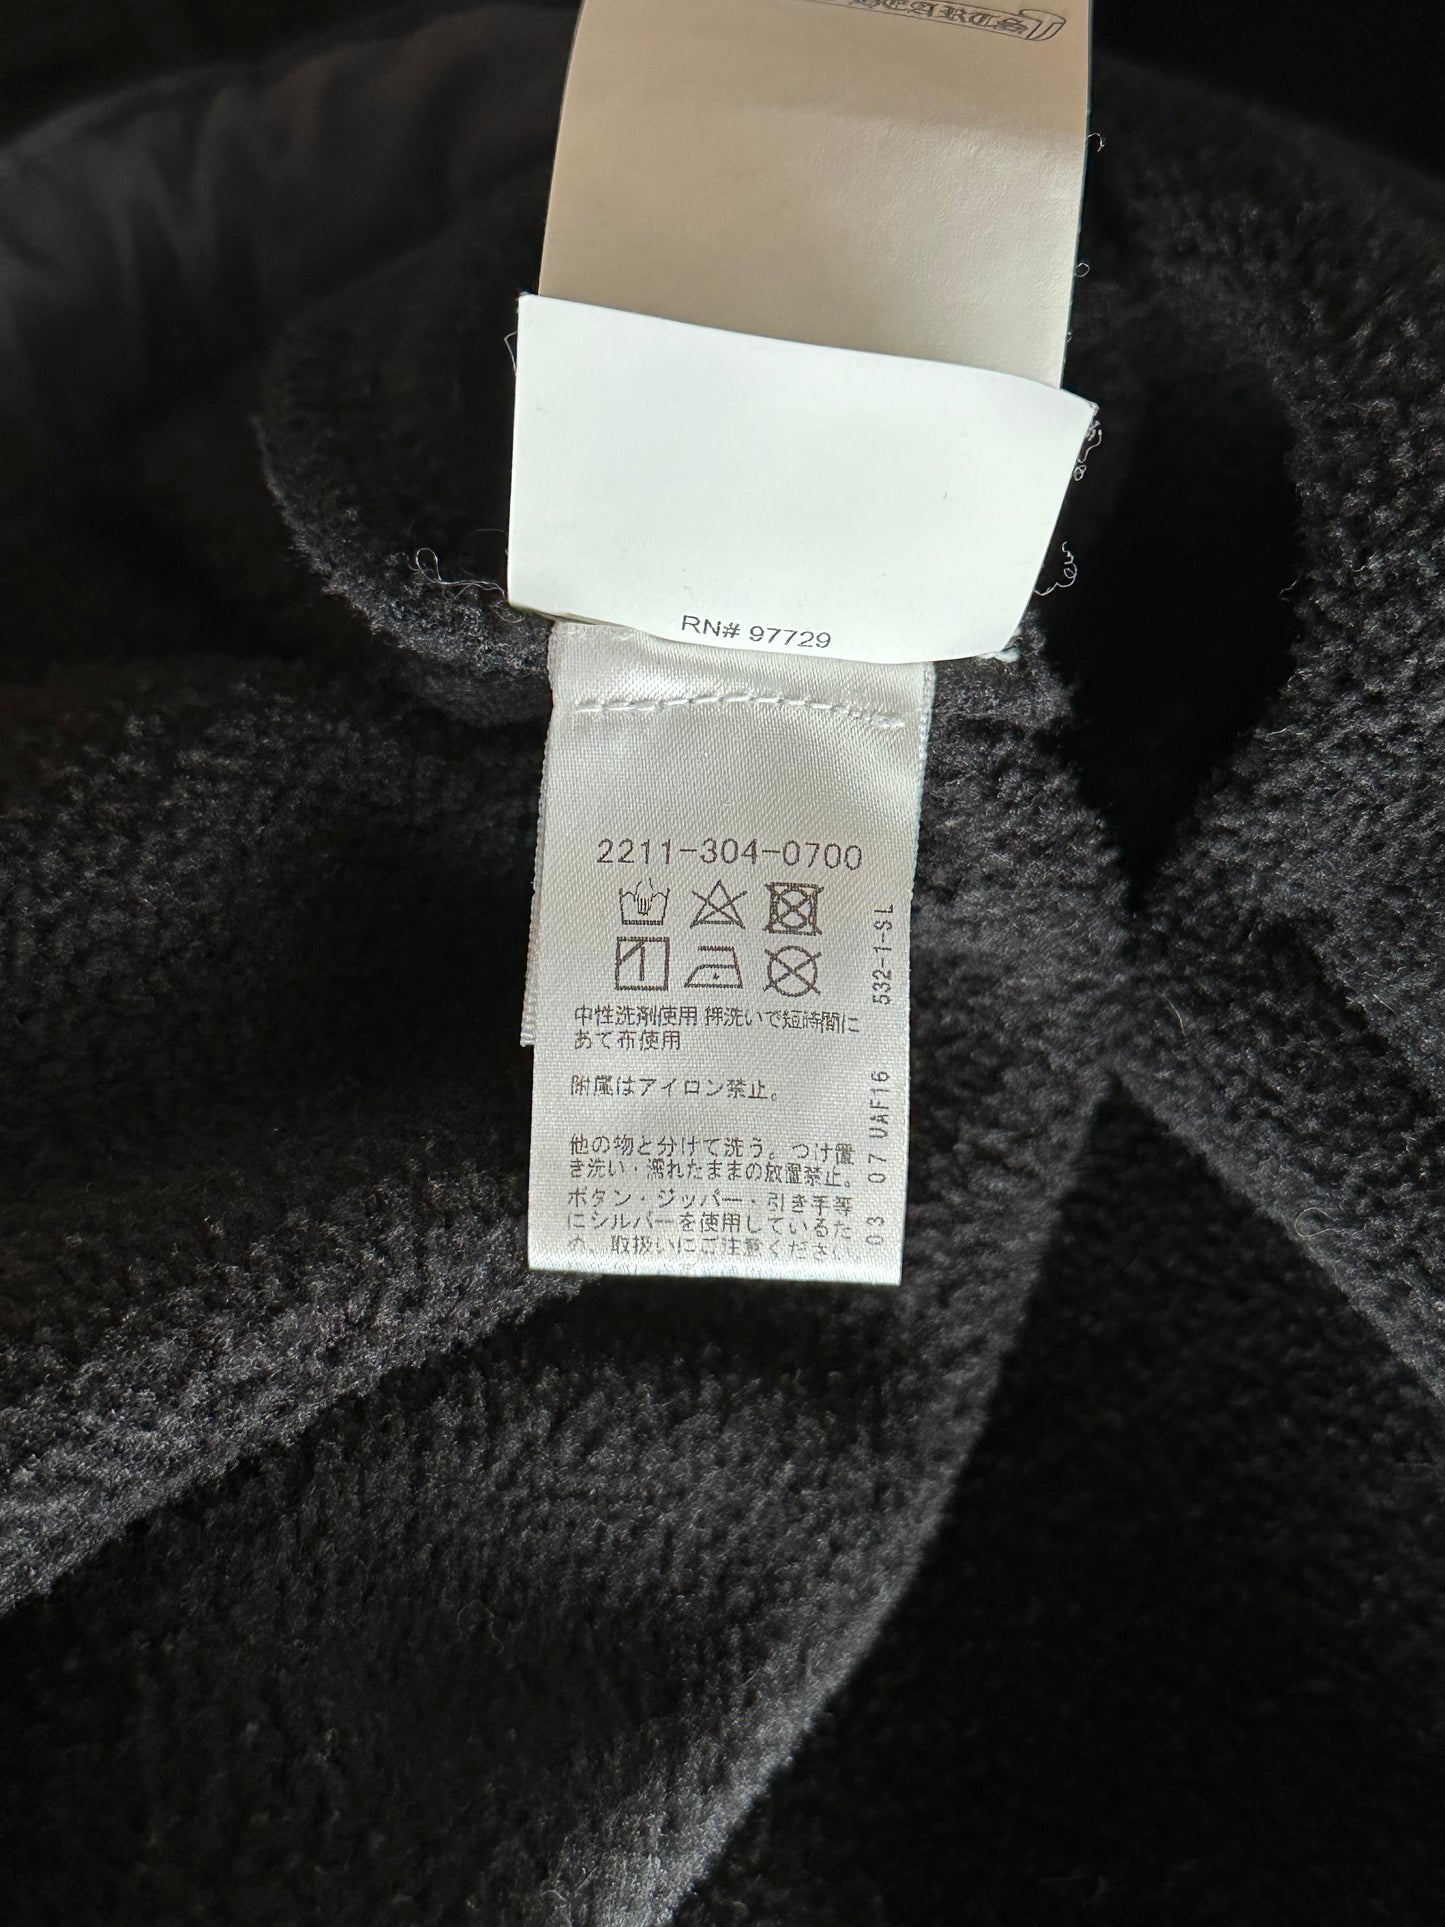 HEARTS
RN# 97729
2211-304-0700
中性洗剤使用 押洗いで短時間に
あて布使用
附属はアイロン禁止。
他の物と分けて洗う。つけ置
き洗い・濡れたままの放置禁止。
ボタン・ジッパー・引き手等
にシルバーを使用しているた
め、取扱いにご注意ください。
03 07 UAF16 532-1-SL